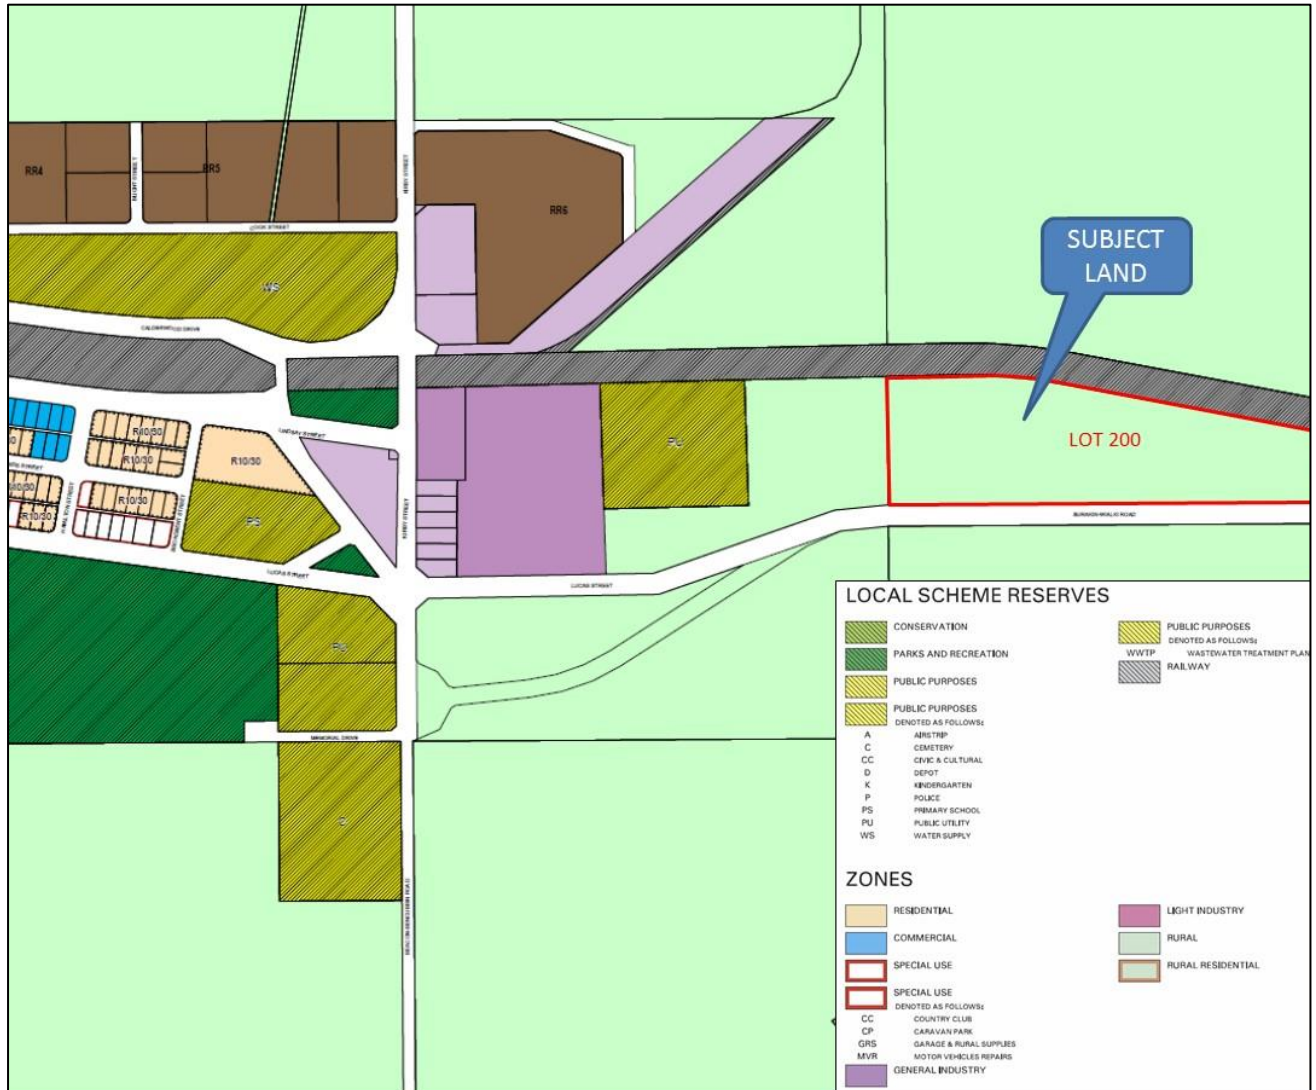 RR4
RR5
RR6
COOK STREET
WS
SUBJECT
LAND
LOT 200
PU
LINDSAY STREET
R10/30
R10/30
R10/30
R10/30
R10/30
PS
LUCAS STREET
LUCAS STREET
MEMORIAL DRIVE
LOCAL SCHEME RESERVES
CONSERVATION
PARKS AND RECREATION
PUBLIC PURPOSES
PUBLIC PURPOSES
DENOTED AS FOLLOWS:
A AIRSTRIP
C CEMETERY
CC CIVIC & CULTURAL
D DEPOT
K KINDERGARTEN
P POLICE
PS PRIMARY SCHOOL
PU PUBLIC UTILITY
WS WATER SUPPLY
PUBLIC PURPOSES
DENOTED AS FOLLOWS:
WWTP WASTEWATER TREATMENT PLAN
RAILWAY
ZONES
RESIDENTIAL
COMMERCIAL
SPECIAL USE
SPECIAL USE
DENOTED AS FOLLOWS:
CC COUNTRY CLUB
CP CARAVAN PARK
GRS GARAGE & RURAL SUPPLIES
MVR MOTOR VEHICLES REPAIRS
GENERAL INDUSTRY
LIGHT INDUSTRY
RURAL
RURAL RESIDENTIAL